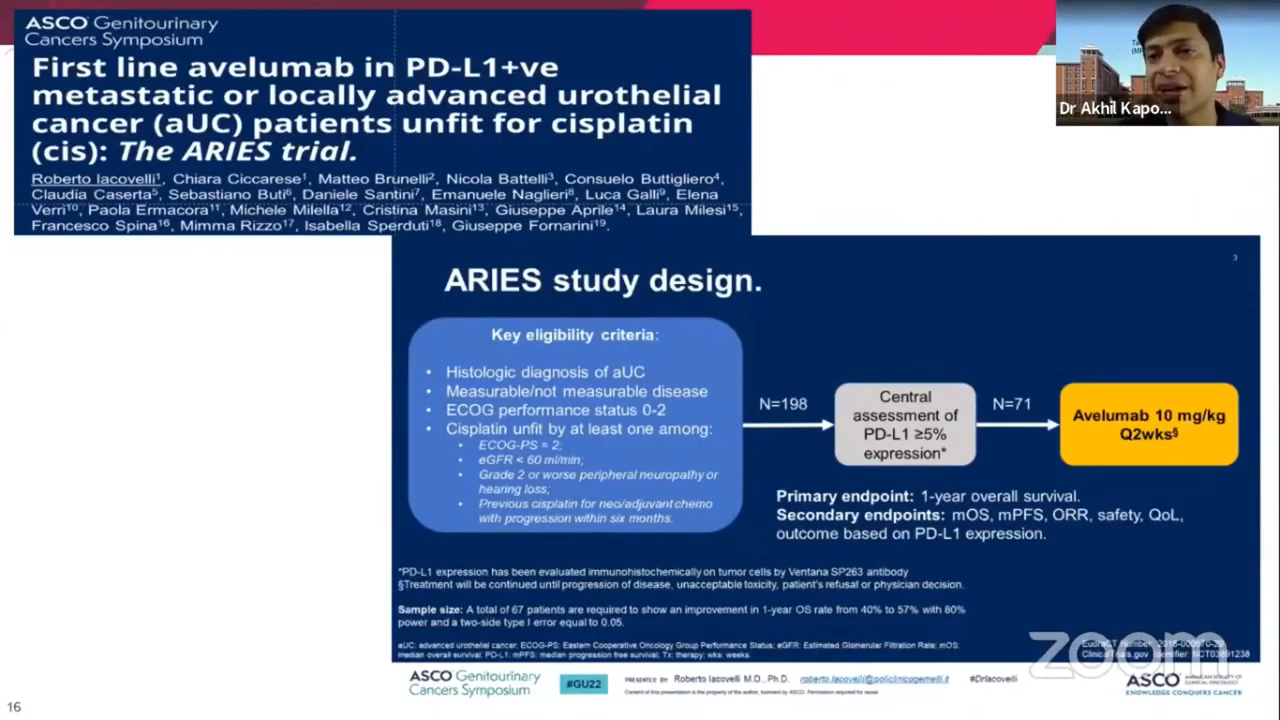 ASCO Genitourinary
Cancers Symposium
First line avelumab in PD-L1+ve
metastatic or locally advanced urothelial
cancer (aUC) patients unfit for cisplatin
(cis): The ARIES trial.
Roberto Iacovelli¹, Chiara Ciccarese¹, Matteo Brunelli², Nicola Battelli³, Consuelo Buttigliero⁴,
Claudia Caserta⁵, Sebastiano Buti⁶, Daniele Santini⁷, Emanuele Naglieri⁸, Luca Galli⁹, Elena
Verrì¹⁰, Paola Ermacora¹¹, Michele Milella¹², Cristina Masini¹³, Giuseppe Aprile¹⁴, Laura Milesi¹⁵,
Francesco Spina¹⁶, Mimma Rizzo¹⁷, Isabella Sperduti¹⁸, Giuseppe Fornarini¹⁹.
Dr Akhil Kapo...
3
ARIES study design.
Key eligibility criteria:
• Histologic diagnosis of aUC
• Measurable/not measurable disease
• ECOG performance status 0-2
• Cisplatin unfit by at least one among:
• ECOG-PS = 2;
• eGFR < 60 ml/min;
• Grade 2 or worse peripheral neuropathy or
hearing loss;
• Previous cisplatin for neo/adjuvant chemo
with progression within six months.
N=198
Central
assessment of
PD-L1 ≥5%
expression*
N=71
Avelumab 10 mg/kg
Q2wks§
Primary endpoint: 1-year overall survival.
Secondary endpoints: mOS, mPFS, ORR, safety, QoL,
outcome based on PD-L1 expression.
*PD-L1 expression has been evaluated immunohistochemically on tumor cells by Ventana SP263 antibody
§Treatment will be continued until progression of disease, unacceptable toxicity, patient's refusal or physician decision.
Sample size: A total of 67 patients are required to show an improvement in 1-year OS rate from 40% to 57% with 80%
power and a two-side type I error equal to 0.05.
aUC: advanced urothelial cancer; ECOG-PS: Eastern Cooperative Oncology Group Performance Status; eGFR: Estimated Glomerular Filtration Rate; mOS:
median overall survival. PD-L1: mPFS: median progression free survival. Tx: therapy; wks: weeks.
EudraCT number:
ClinicalTrials.gov Identifier: NCT03891238
zoom
ASCO Genitourinary
Cancers Symposium
#GU22
PRESENTED BY Roberto Iacovelli M.D., Ph.D. roberto.iacovelli@policlinicogemelli.it #DrIacovelli
Content of this presentation is the property of the author, licensed by ASCO. Permission required for reuse
ASCO AMERICAN SOCIETY OF
CLINICAL ONCOLOGY
KNOWLEDGE CONQUERS CANCER
16